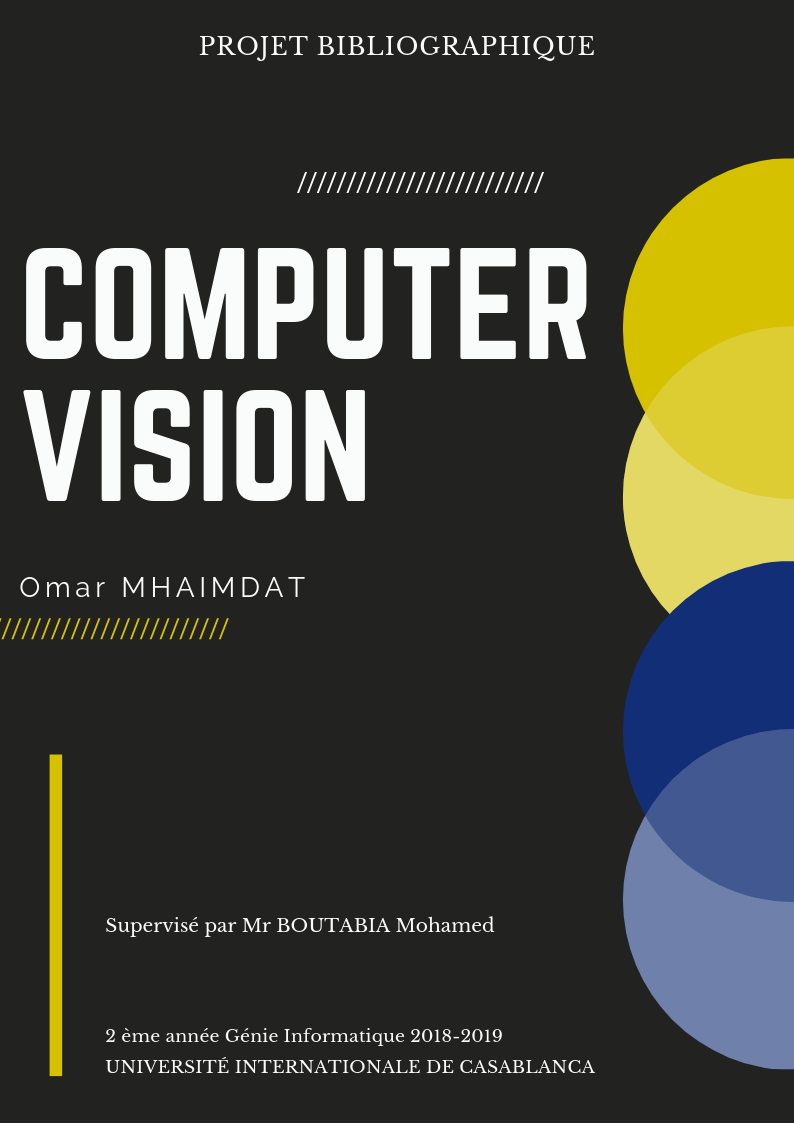 PROJET BIBLIOGRAPHIQUE
COMPUTER
VISION
Omar MHAIMDAT
Supervisé par Mr BOUTABIA Mohamed
2 ème année Génie Informatique 2018-2019
UNIVERSITÉ INTERNATIONALE DE CASABLANCA